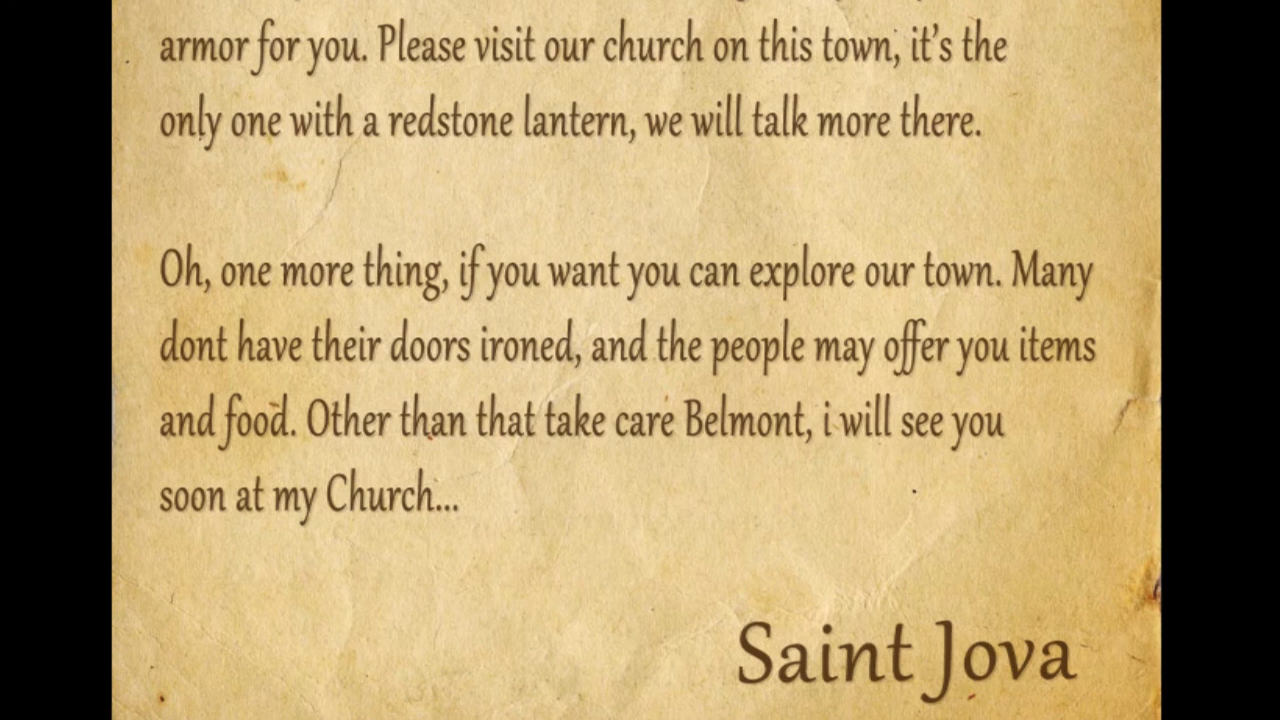 armor for you. Please visit our church on this town, it's the
only one with a redstone lantern, we will talk more there.
Oh, one more thing, if you want you can explore our town. Many
dont have their doors ironed, and the people may offer you items
and food. Other than that take care Belmont, i will see you
soon at my Church...
Saint Jova